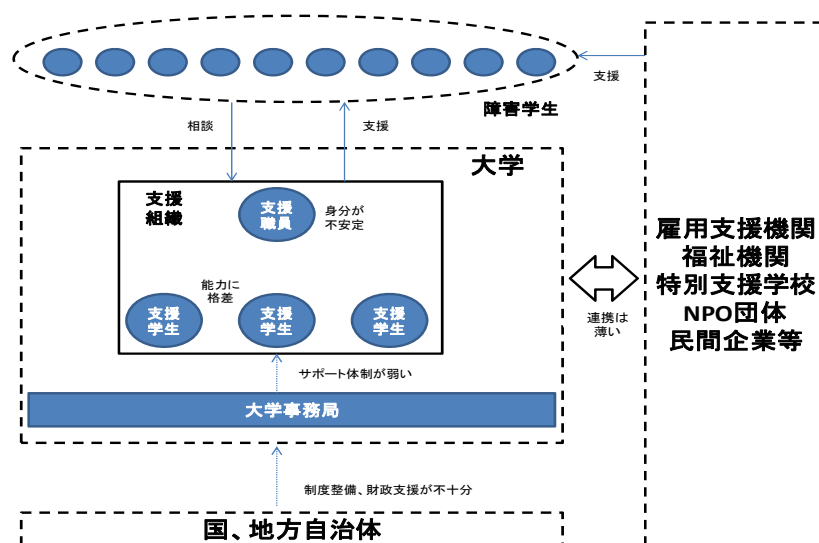 支援
障害学生
相談
支援
大学
支援
組織
支援
職員
身分が
不安定
能力に
格差
支援
学生
支援
学生
支援
学生
サポート体制が弱い
大学事務局
制度整備、財政支援が不十分
国、地方自治体
連携は
薄い
雇用支援機関
福祉機関
特別支援学校
NPO団体
民間企業等